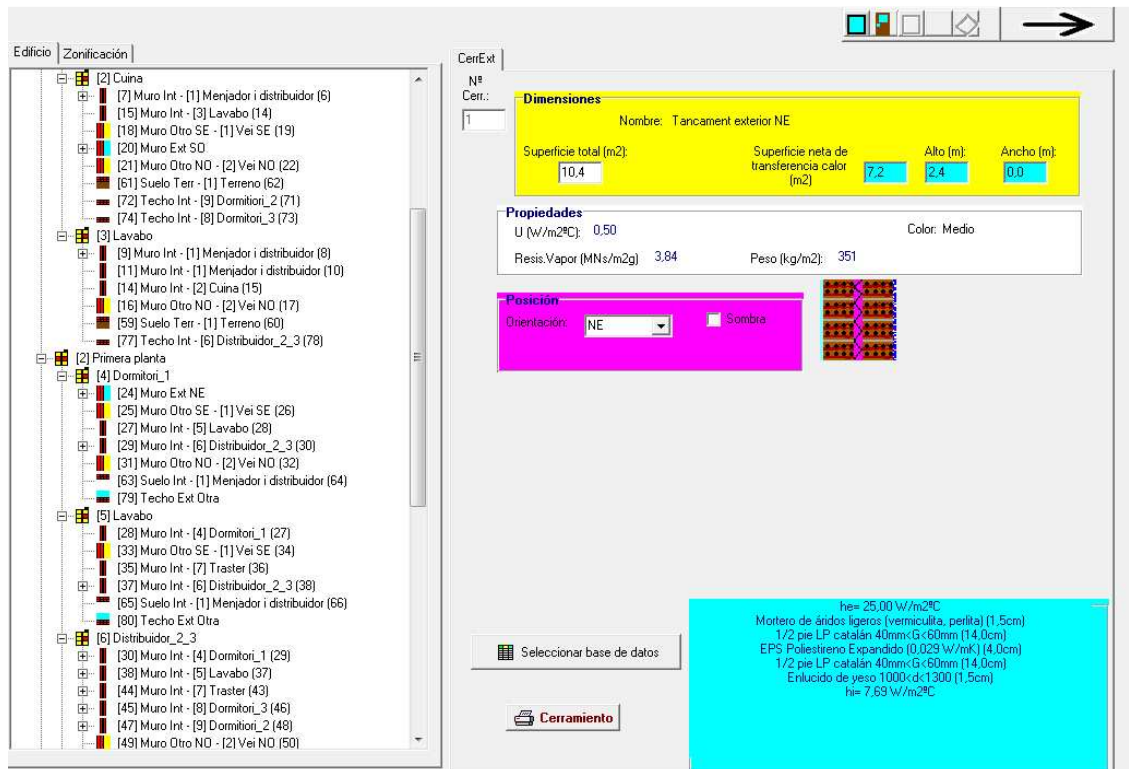 Edificio
Zonificación
[2] Cuina
[7] Muro Int - [1] Menjador i distribuidor (6)
[15] Muro Int - [3] Lavabo (14)
[18] Muro Otro SE - [1] Vei SE (19)
[20] Muro Ext SO
[21] Muro Otro NO - [2] Vei NO (22)
[61] Suelo Terr - [1] Terreno (62)
[72] Techo Int - [9] Dormitiori_2 (71)
[74] Techo Int - [8] Dormitori_3 (73)
[3] Lavabo
[9] Muro Int - [1] Menjador i distribuidor (8)
[11] Muro Int - [1] Menjador i distribuidor (10)
[14] Muro Int - [2] Cuina (15)
[16] Muro Otro NO - [2] Vei NO (17)
[59] Suelo Terr - [1] Terreno (60)
[77] Techo Int - [6] Distribuidor_2_3 (78)
[2] Primera planta
[4] Dormitori_1
[24] Muro Ext NE
[25] Muro Otro SE - [1] Vei SE (26)
[27] Muro Int - [5] Lavabo (28)
[29] Muro Int - [6] Distribuidor_2_3 (30)
[31] Muro Otro NO - [2] Vei NO (32)
[63] Suelo Int - [1] Menjador i distribuidor (64)
[79] Techo Ext Otra
[5] Lavabo
[28] Muro Int - [4] Dormitori_1 (27)
[33] Muro Otro SE - [1] Vei SE (34)
[35] Muro Int - [7] Traster (36)
[37] Muro Int - [6] Distribuidor_2_3 (38)
[65] Suelo Int - [1] Menjador i distribuidor (66)
[80] Techo Ext Otra
[6] Distribuidor_2_3
[30] Muro Int - [4] Dormitori_1 (29)
[38] Muro Int - [5] Lavabo (37)
[44] Muro Int - [7] Traster (43)
[45] Muro Int - [8] Dormitori_3 (46)
[47] Muro Int - [9] Dormitiori_2 (48)
[49] Muro Otro NO - [2] Vei NO (50)
CerrExt
Nº
Cerr.:
1
Dimensiones
Nombre: Tancament exterior NE
Superficie total (m2):
10,4
Superficie neta de
transferencia calor
(m2)
7,2
Alto (m):
2,4
Ancho (m):
0,0
Propiedades
U (W/m2ºC): 0,50
Color: Medio
Resis.Vapor (MNs/m2g) 3,84
Peso (kg/m2): 351
Posición
Orientación: NE
Sombra
Seleccionar base de datos
Cerramiento
he= 25,00 W/m2ºC
Mortero de áridos ligeros (vermiculita, perlita) (1,5cm)
1/2 pie LP catalán 40mm<G<60mm (14,0cm)
EPS Poliestireno Expandido (0,029 W/mK) (4,0cm)
1/2 pie LP catalán 40mm<G<60mm (14,0cm)
Enlucido de yeso 1000<d<1300 (1,5cm)
hi= 7,69 W/m2ºC